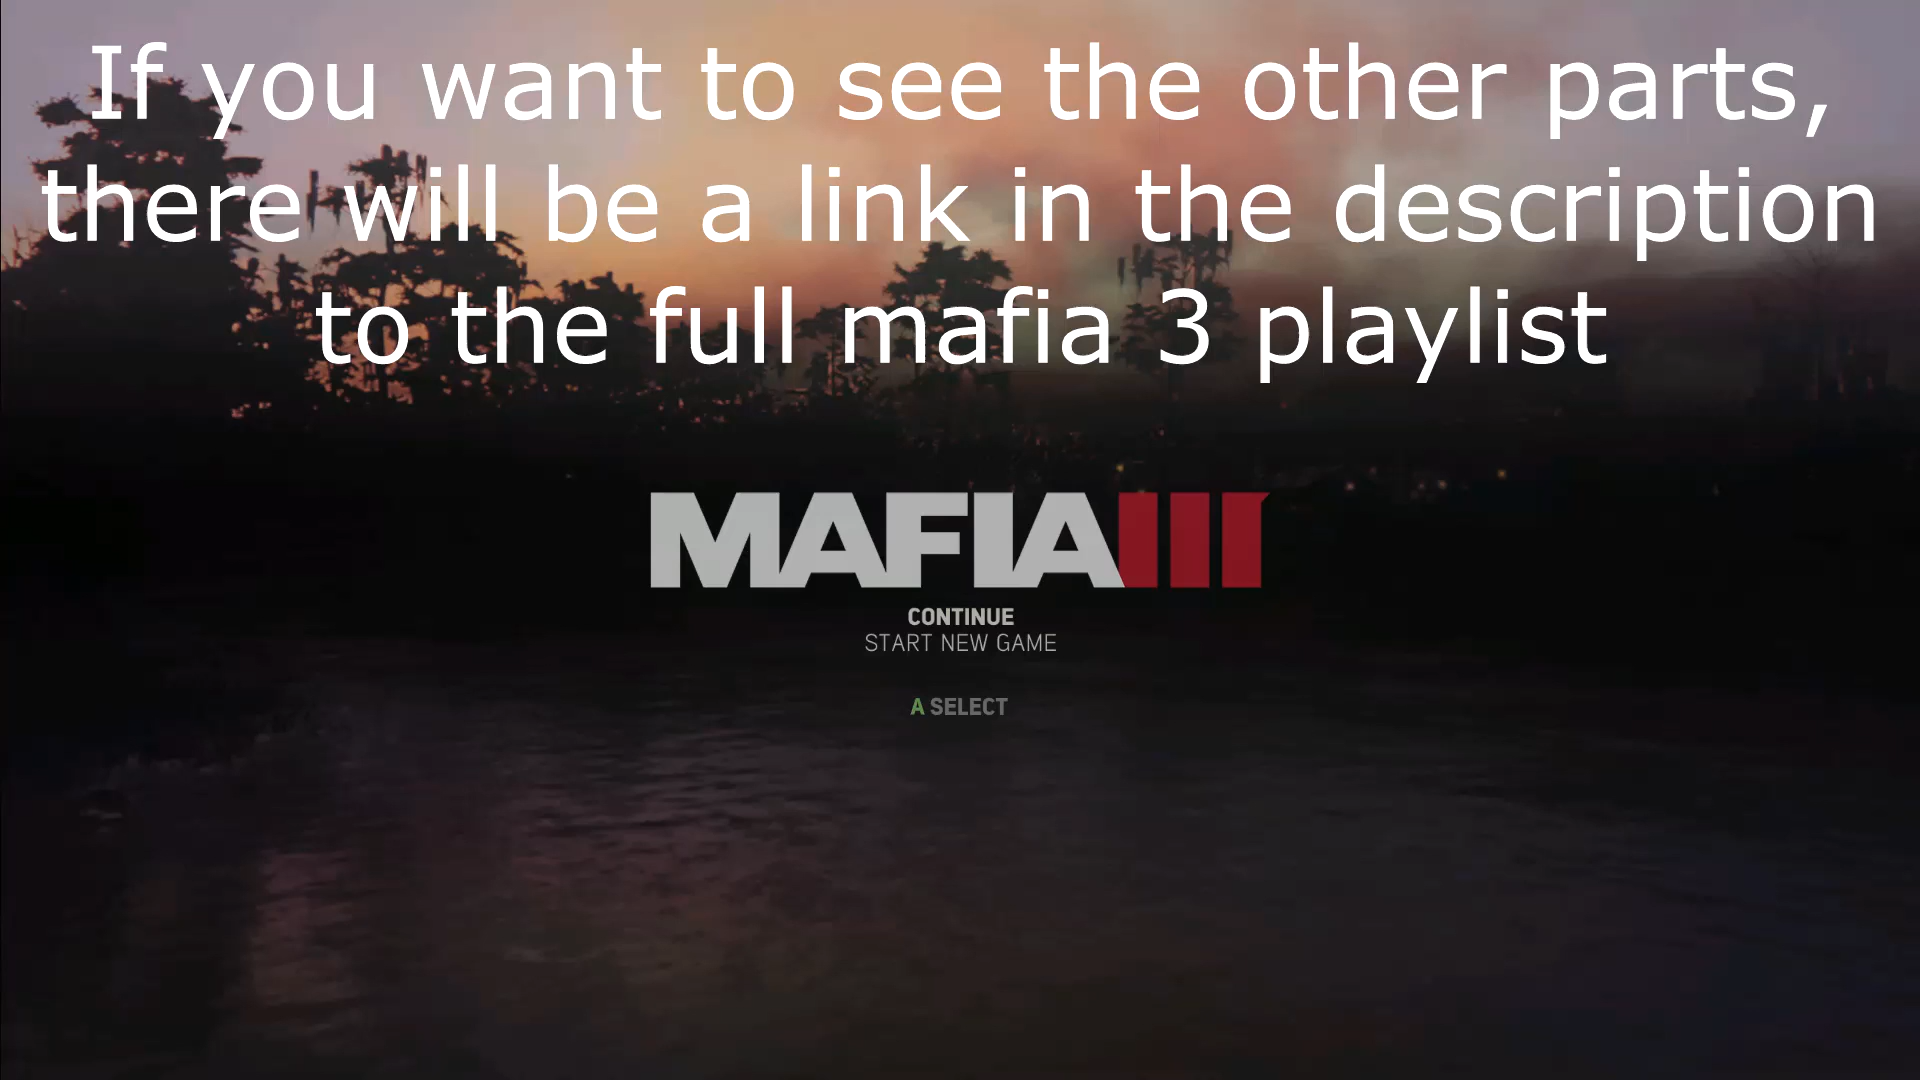 If you want to see the other parts,
there will be a link in the description
to the full mafia 3 playlist
MAFIA III
CONTINUE
START NEW GAME
A SELECT